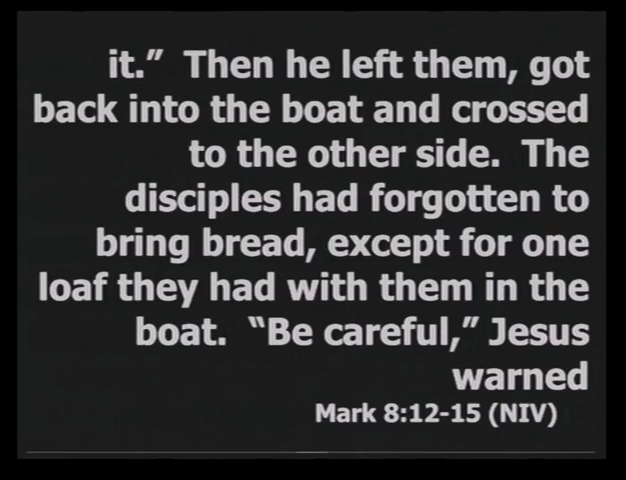 it.”  Then he left them, got
back into the boat and crossed
to the other side.  The
disciples had forgotten to
bring bread, except for one
loaf they had with them in the
boat.  “Be careful,” Jesus
warned
Mark 8:12-15 (NIV)